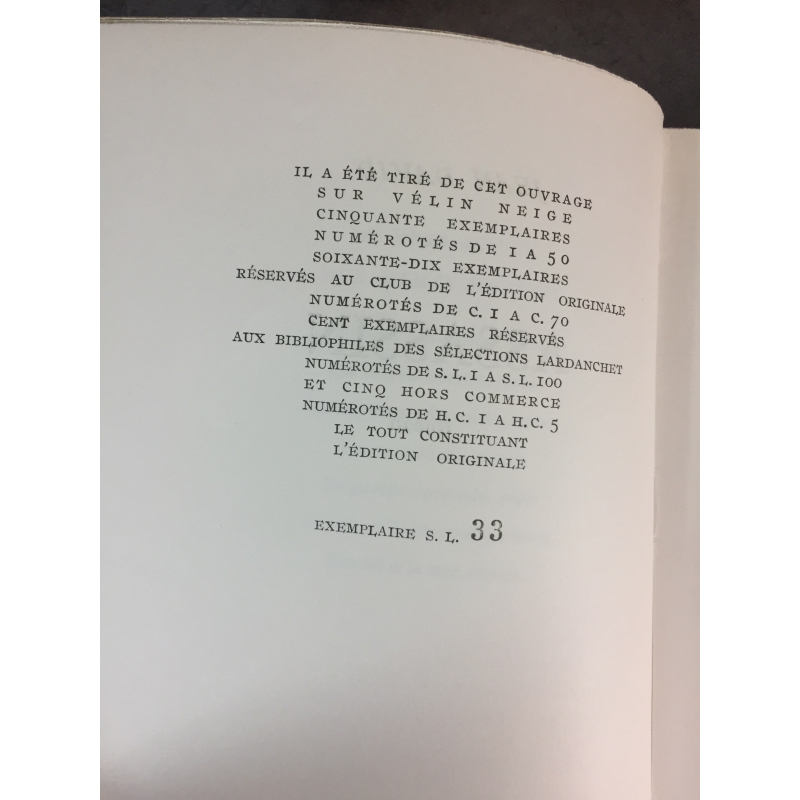 IL A ÉTÉ TIRÉ DE CET OUVRAGE
SUR VÉLIN NEIGE
CINQUANTE EXEMPLAIRES
NUMÉROTÉS DE I A 50
SOIXANTE-DIX EXEMPLAIRES
RÉSERVÉS AU CLUB DE L'ÉDITION ORIGINALE
NUMÉROTÉS DE C. I A C. 70
CENT EXEMPLAIRES RÉSERVÉS
AUX BIBLIOPHILES DES SÉLECTIONS LARDANCHET
NUMÉROTÉS DE S. L. I A S. L. 100
ET CINQ HORS COMMERCE
NUMÉROTÉS DE H. C. I A H. C. 5
LE TOUT CONSTITUANT
L'ÉDITION ORIGINALE
EXEMPLAIRE S. L. 33